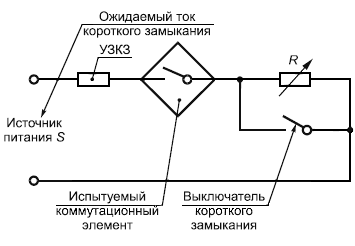 Ожидаемый ток
короткого замыкания
УЗКЗ
R
Источник
питания S
Испытуемый
коммутационный
элемент
Выключатель
короткого
замыкания